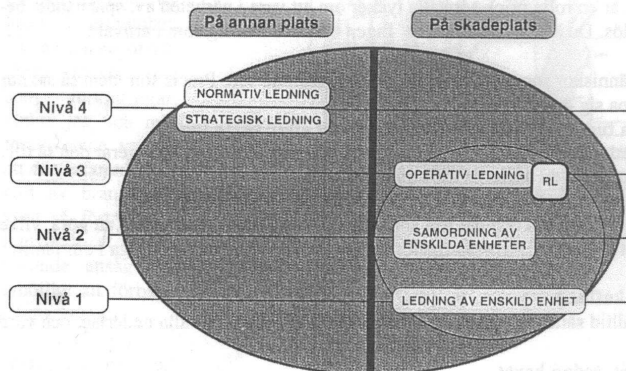 På annan plats
På skadeplats
Nivå 4
NORMATIV LEDNING
STRATEGISK LEDNING
Nivå 3
OPERATIV LEDNING
RL
Nivå 2
SAMORDNING AV
ENSKILDA ENHETER
Nivå 1
LEDNING AV ENSKILD ENHET